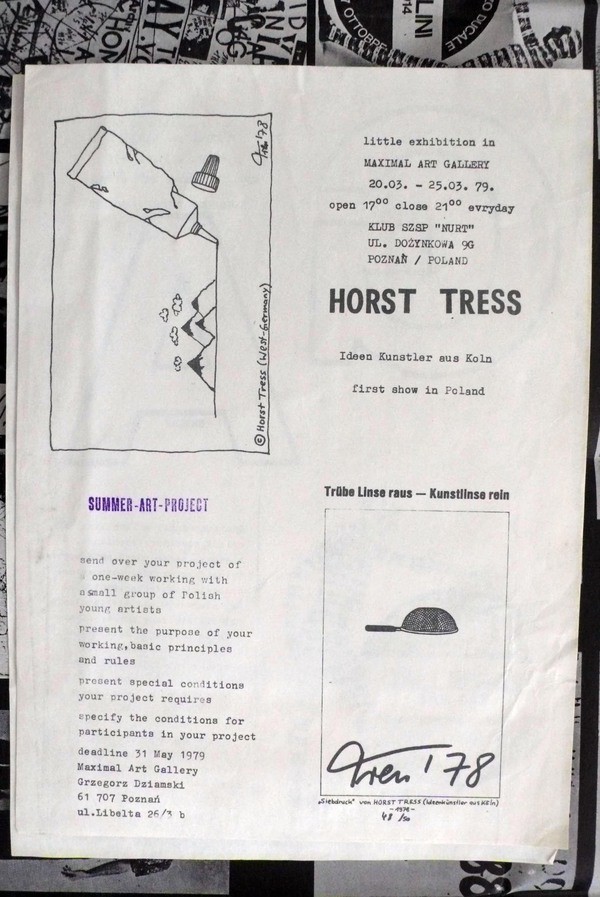 OTTOBRE
LINI
O DUCALE
Tress '78
© Horst Tress (West-Germany)
little exhibition in
MAXIMAL ART GALLERY
20.03. - 25.03. 79.
open 17⁰⁰ close 21⁰⁰ evryday
KLUB SZSP "NURT"
UL. DOŻYNKOWA 9G
POZNAŃ / POLAND
HORST TRESS
Ideen Kunstler aus Koln
first show in Poland
SUMMER-ART-PROJECT
send over your project of
one-week working with
a small group of Polish
young artists
present the purpose of your
working, basic principles
and rules
present special conditions
your project requires
specify the conditions for
participants in your project
deadline 31 May 1979
Maximal Art Gallery
Grzegorz Dziamski
61 707 Poznań
ul.Libelta 26/3 b
Trübe Linse raus — Kunstlinse rein
Tress '78
„Siebdruck" von HORST TRESS (Ideenkünstler aus Köln)
- 1978 -
48 /50